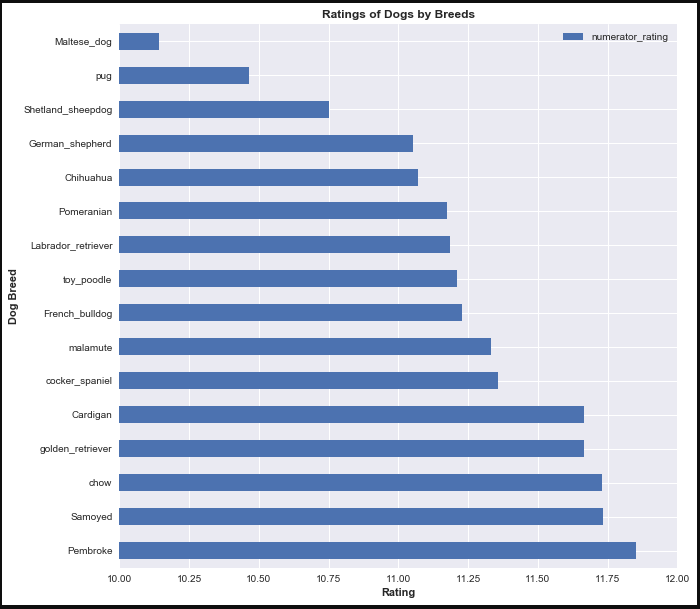 Ratings of Dogs by Breeds
numerator_rating
Maltese_dog
pug
Shetland_sheepdog
German_shepherd
Chihuahua
Pomeranian
Labrador_retriever
toy_poodle
French_bulldog
malamute
cocker_spaniel
Cardigan
golden_retriever
chow
Samoyed
Pembroke
Dog Breed
10.00 10.25 10.50 10.75 11.00 11.25 11.50 11.75 12.00
Rating